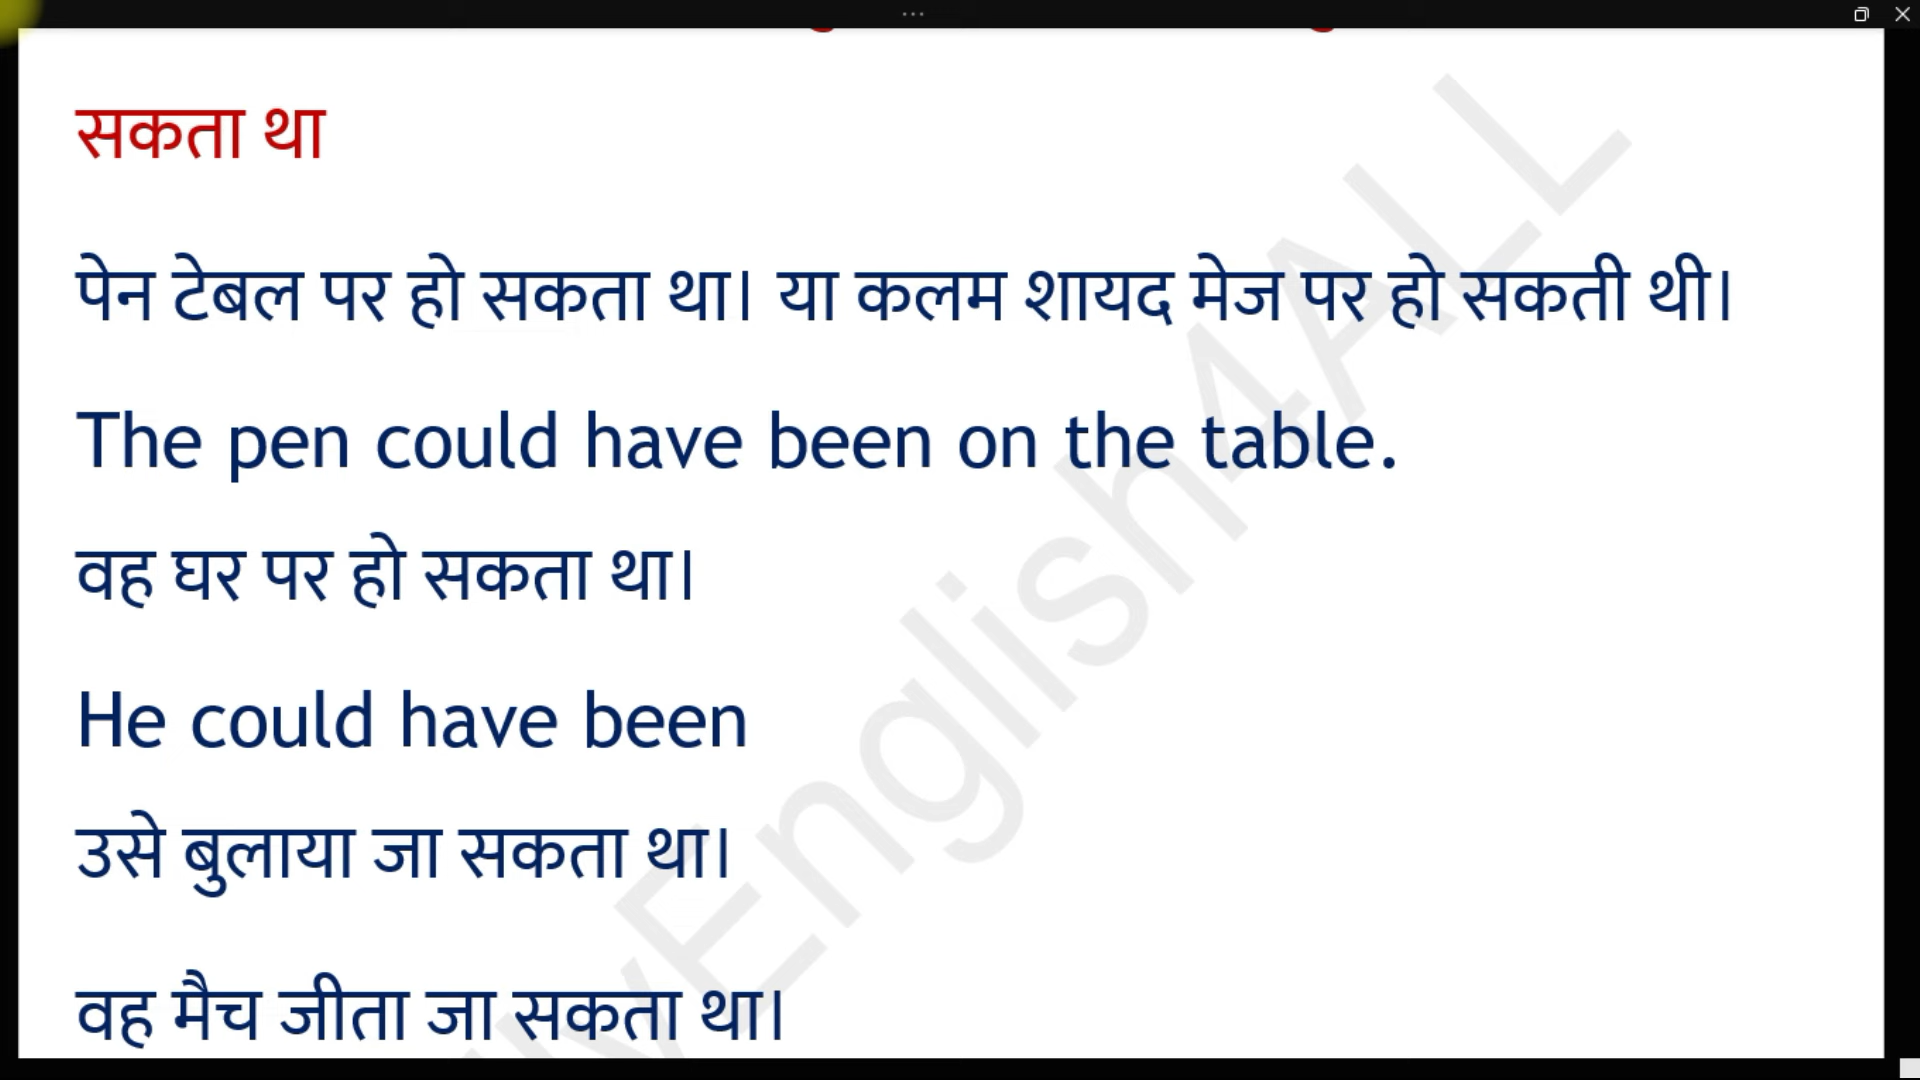 सकता था
पेन टेबल पर हो सकता था। या कलम शायद मेज पर हो सकती थी।
The pen could have been on the table.
वह घर पर हो सकता था।
He could have been
उसे बुलाया जा सकता था।
वह मैच जीता जा सकता था।
English4ALL